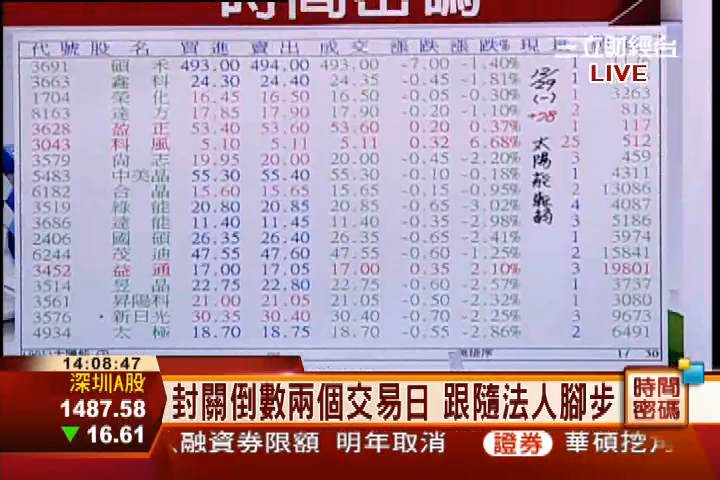 時間密碼
三立財經台
LIVE
代號 股名 買進 賣出 成交 漲跌 漲跌% 現
3691 碩禾 493.00 494.00 493.00 -7.00 -1.40% 1
3663 鑫科 24.30 24.40 24.35 -0.45 -1.81% 1
1704 榮化 16.45 16.50 16.50 -0.05 -0.30% 1 3263
8163 達方 17.85 17.90 17.90 -0.20 -1.10% 2 818
3628 盈正 53.40 53.60 53.60 0.20 0.37% 1 117
3043 科風 5.10 5.11 5.11 0.32 6.68% 25 512
3579 尚志 19.95 20.00 20.00 -0.45 -2.20% 3 459
5483 中美晶 55.30 55.40 55.30 -0.10 -0.18% 1 4311
6182 合晶 15.60 15.65 15.65 -0.15 -0.95% 2 13086
3519 綠能 20.80 20.85 20.85 -0.65 -3.02% 4 4087
3686 達能 11.40 11.45 11.40 -0.35 -2.98% 3 5186
2406 國碩 26.35 26.40 26.40 -0.65 -2.41% 1 3974
6244 茂迪 47.55 47.60 47.55 -0.60 -1.25% 2 15841
3452 益通 17.00 17.05 17.00 0.35 2.10% 3 19801
3514 昱晶 22.75 22.80 22.75 -0.60 -2.57% 1 3737
3561 昇陽科 21.00 21.05 21.05 -0.50 -2.32% 1 3080
3576 新日光 30.35 30.40 30.40 -0.70 -2.25% 3 9673
4934 太極 18.70 18.75 18.70 -0.55 -2.86% 2 6491
12/29
(一)
+28
太陽能
1/ 30
14:08:47
深圳A股
1487.58
▼ 16.61
封關倒數兩個交易日 跟隨法人腳步
時間密碼
融資券限額 明年取消 證券 華碩挖